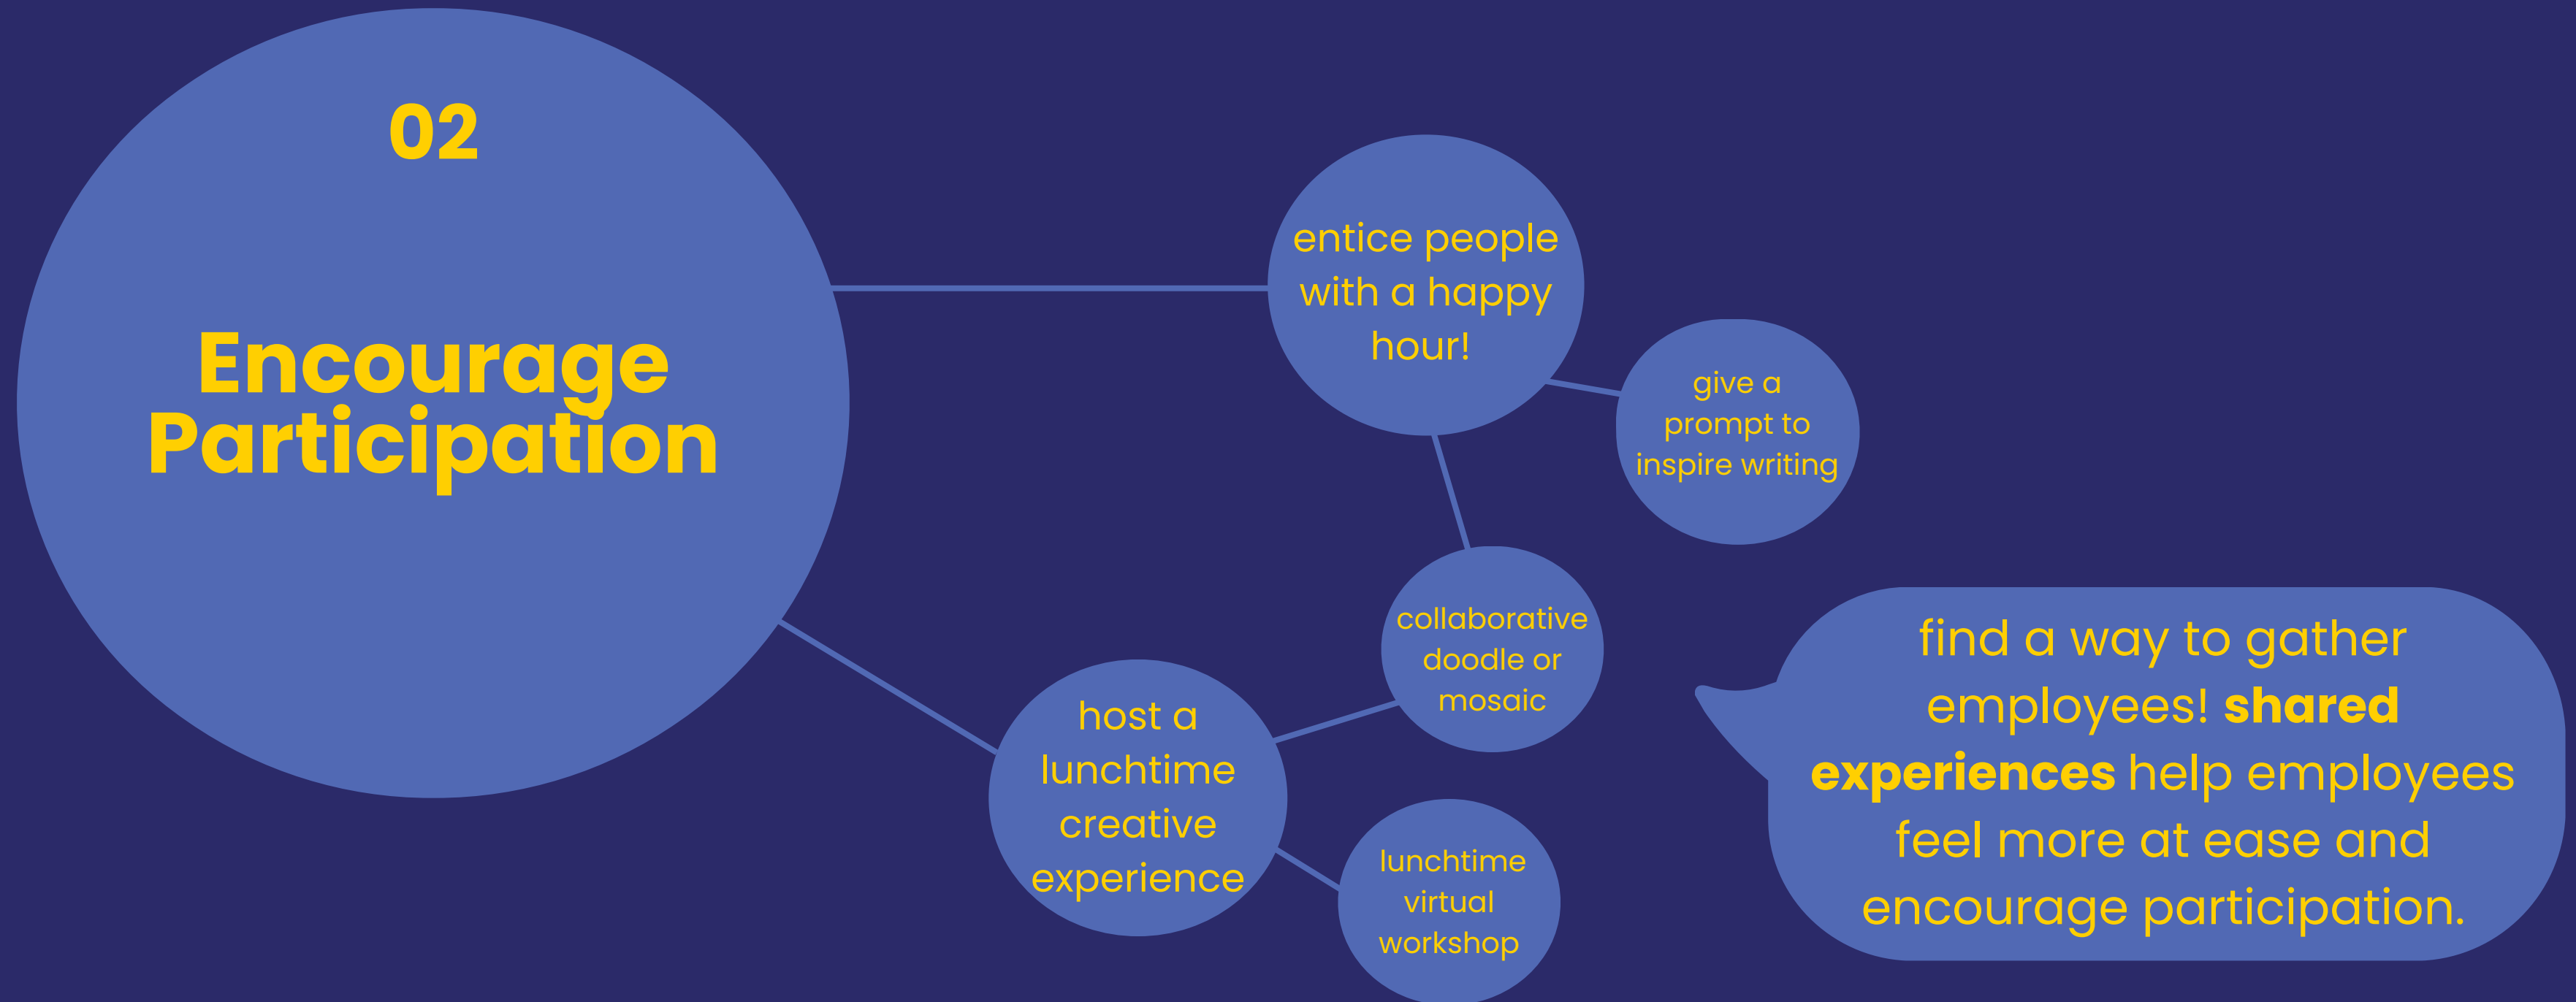 02
Encourage
Participation
entice people
with a happy
hour!
give a
prompt to
inspire writing
collaborative
doodle or
mosaic
host a
lunchtime
creative
experience
lunchtime
virtual
workshop
find a way to gather
employees! shared
experiences help employees
feel more at ease and
encourage participation.